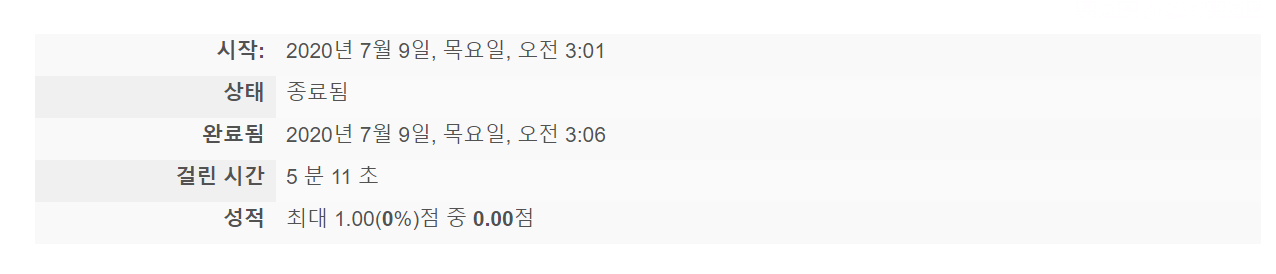 시작: 2020년 7월 9일, 목요일, 오전 3:01
상태 종료됨
완료됨 2020년 7월 9일, 목요일, 오전 3:06
걸린 시간 5 분 11 초
성적 최대 1.00(0%)점 중 0.00점